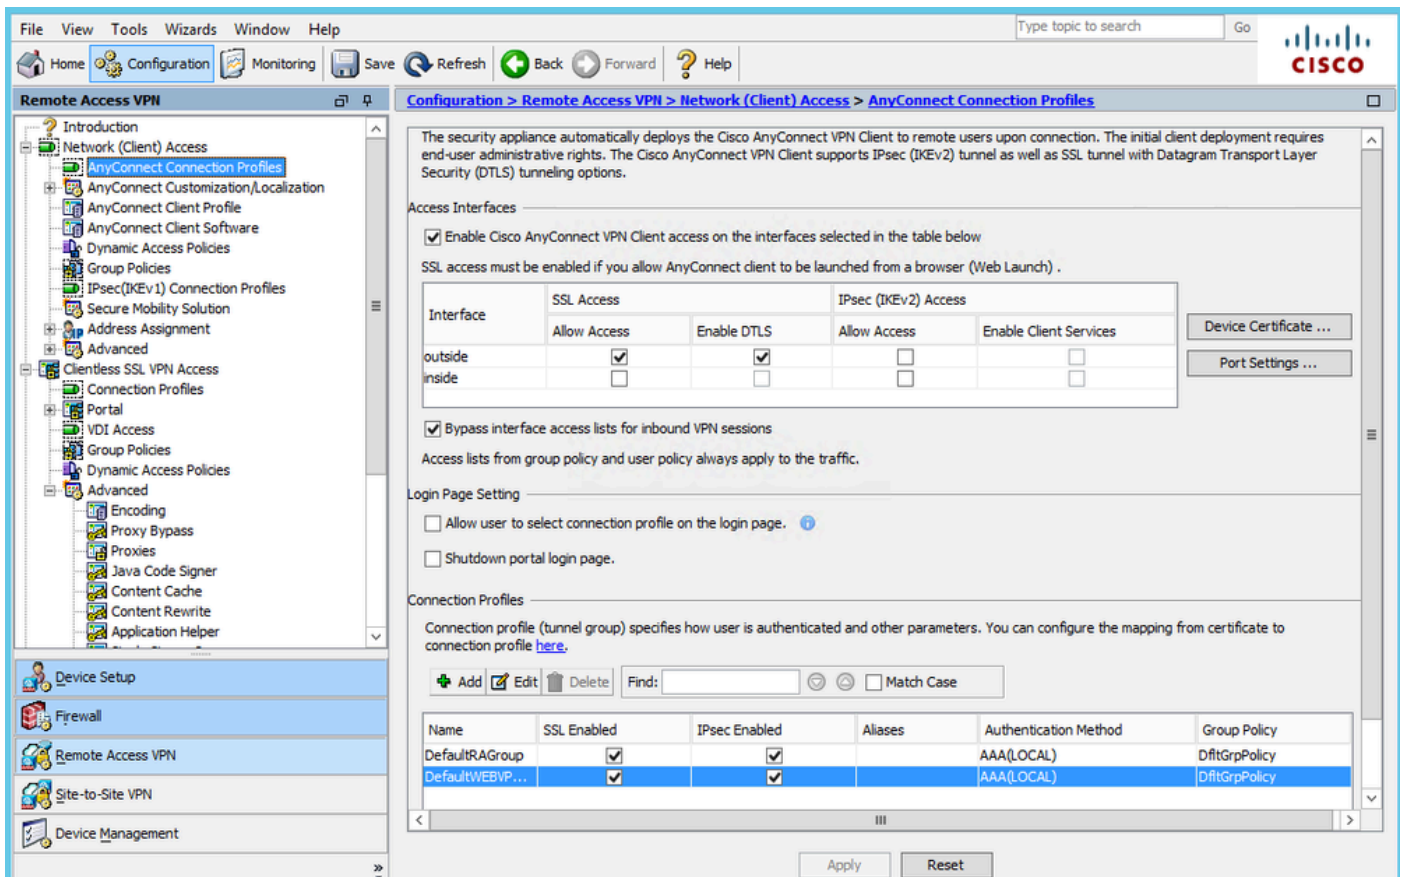 File View Tools Wizards Window Help
Type topic to search
Go
Home Configuration Monitoring Save Refresh Back Forward Help
CISCO
Remote Access VPN
Introduction
Network (Client) Access
AnyConnect Connection Profiles
AnyConnect Customization/Localization
AnyConnect Client Profile
AnyConnect Client Software
Dynamic Access Policies
Group Policies
IPsec(IKEv1) Connection Profiles
Secure Mobility Solution
Address Assignment
Advanced
Clientless SSL VPN Access
Connection Profiles
Portal
VDI Access
Group Policies
Dynamic Access Policies
Advanced
Encoding
Proxy Bypass
Proxies
Java Code Signer
Content Cache
Content Rewrite
Application Helper
Device Setup
Firewall
Remote Access VPN
Site-to-Site VPN
Device Management
»
Configuration > Remote Access VPN > Network (Client) Access > AnyConnect Connection Profiles
The security appliance automatically deploys the Cisco AnyConnect VPN Client to remote users upon connection. The initial client deployment requires
end-user administrative rights. The Cisco AnyConnect VPN Client supports IPsec (IKEv2) tunnel as well as SSL tunnel with Datagram Transport Layer
Security (DTLS) tunneling options.
Access Interfaces
Enable Cisco AnyConnect VPN Client access on the interfaces selected in the table below
SSL access must be enabled if you allow AnyConnect client to be launched from a browser (Web Launch) .
Interface SSL Access IPsec (IKEv2) Access
Allow Access Enable DTLS Allow Access Enable Client Services
outside
inside
Device Certificate ...
Port Settings ...
Bypass interface access lists for inbound VPN sessions
Access lists from group policy and user policy always apply to the traffic.
Login Page Setting
Allow user to select connection profile on the login page.
Shutdown portal login page.
Connection Profiles
Connection profile (tunnel group) specifies how user is authenticated and other parameters. You can configure the mapping from certificate to
connection profile here.
Add Edit Delete Find: Match Case
Name SSL Enabled IPsec Enabled Aliases Authentication Method Group Policy
DefaultRAGroup AAA(LOCAL) DfltGrpPolicy
DefaultWEBVP... AAA(LOCAL) DfltGrpPolicy
Apply Reset